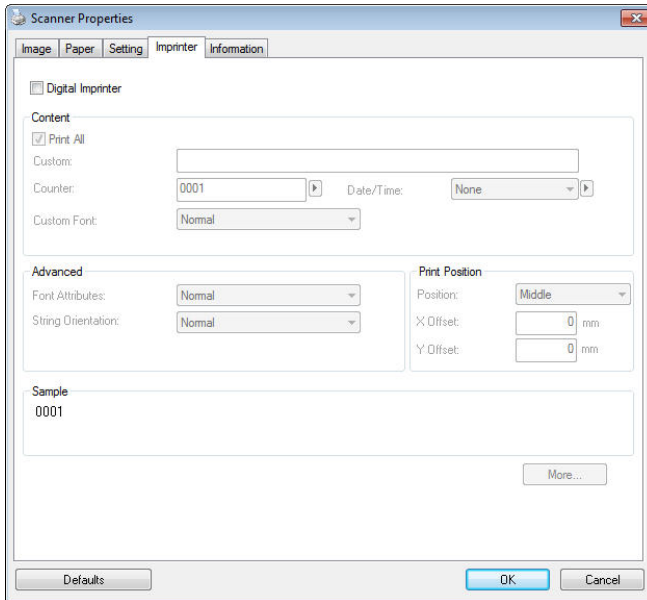 Scanner Properties
Image Paper Setting Imprinter Information
Digital Imprinter
Content
Print All
Custom:
Counter: 0001 Date/Time: None
Custom Font: Normal
Advanced
Font Attributes: Normal
String Orientation: Normal
Print Position
Position: Middle
X Offset: 0 mm
Y Offset: 0 mm
Sample
0001
More...
Defaults OK Cancel